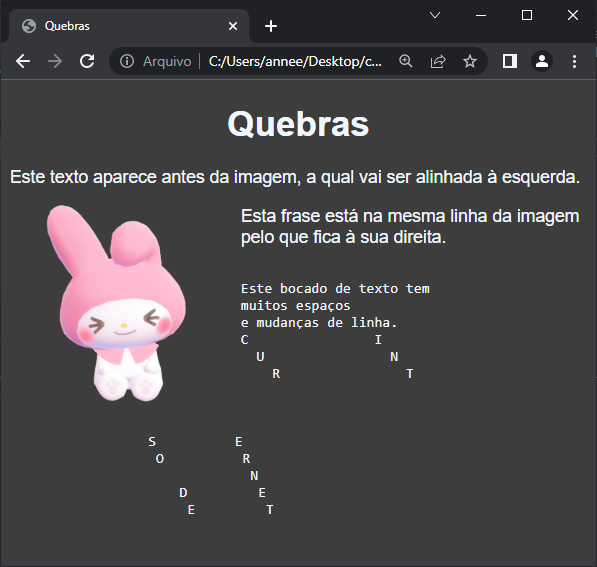 Quebras
Arquivo | C:/Users/annee/Desktop/c...
Quebras
Este texto aparece antes da imagem, a qual vai ser alinhada à esquerda.
Esta frase está na mesma linha da imagem
pelo que fica à sua direita.
Este bocado de texto tem
muitos espaços
e mudanças de linha.
C                I
  U                N
    R                T
S          E
 O          R
             N
    D         E
     E         T